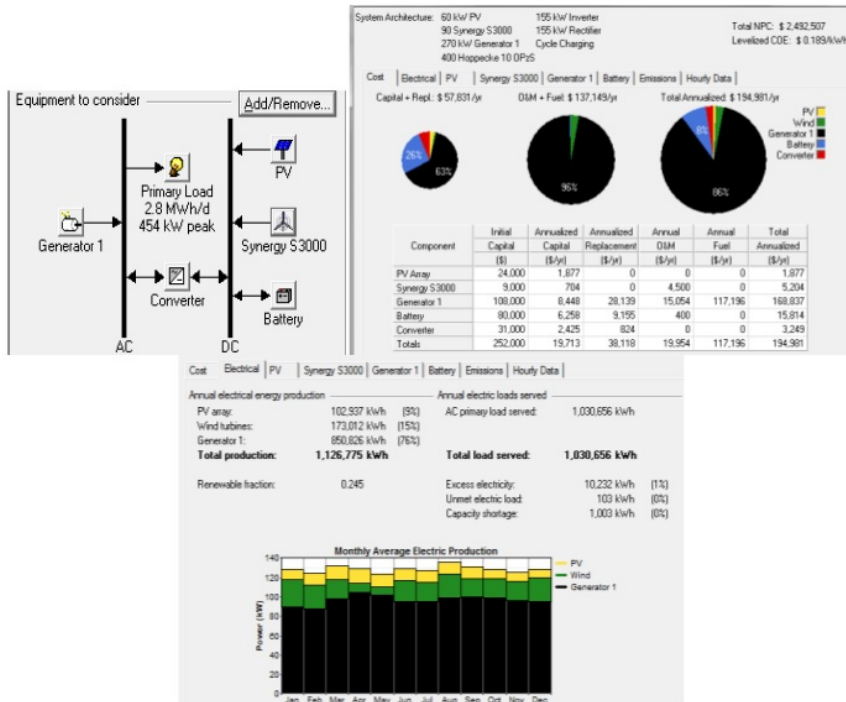 Equipment to consider
Add/Remove...
Primary Load
2.8 MWh/d
454 kW peak
PV
Generator 1
Synergy S3000
Converter
Battery
AC DC
System Architecture: 60 kW PV 155 kW Inverter
90 Synergy S3000 155 kW Rectifier
270 kW Generator 1 Cycle Charging
400 Hoppecke 10 OPzS
Total NPC: $ 2,492,507
Levelized COE: $ 0.189/kWh
Cost Electrical PV Synergy S3000 Generator 1 Battery Emissions Hourly Data
Capital + Repl.: $ 57,831/yr O&M + Fuel: $ 137,149/yr Total Annualized: $ 194,981/yr
PV
Wind
Generator 1
Battery
Converter
26%
63%
96%
8%
86%
Component Initial Capital ($) Annualized Capital ($/yr) Annualized Replacement ($/yr) Annual O&M ($/yr) Annual Fuel ($/yr) Total Annualized ($/yr)
PV Array 24,000 1,877 0 0 0 1,877
Synergy S3000 9,000 704 0 4,500 0 5,204
Generator 1 108,000 8,448 28,139 15,054 117,196 168,837
Battery 80,000 6,258 9,155 400 0 15,814
Converter 31,000 2,425 824 0 0 3,249
Totals 252,000 19,713 38,118 19,954 117,196 194,981
Cost Electrical PV Synergy S3000 Generator 1 Battery Emissions Hourly Data
Annual electrical energy production Annual electric loads served
PV array: 102,937 kWh (9%) AC primary load served: 1,030,656 kWh
Wind turbines: 173,012 kWh (15%)
Generator 1: 850,826 kWh (76%)
Total production: 1,126,775 kWh Total load served: 1,030,656 kWh
Renewable fraction: 0.245 Excess electricity: 10,232 kWh (1%)
Unmet electric load: 103 kWh (0%)
Capacity shortage: 1,003 kWh (0%)
Monthly Average Electric Production
PV
Wind
Generator 1
Power (kW)
140
120
100
80
60
40
20
0
Jan Feb Mar Apr May Jun Jul Aug Sep Oct Nov Dec